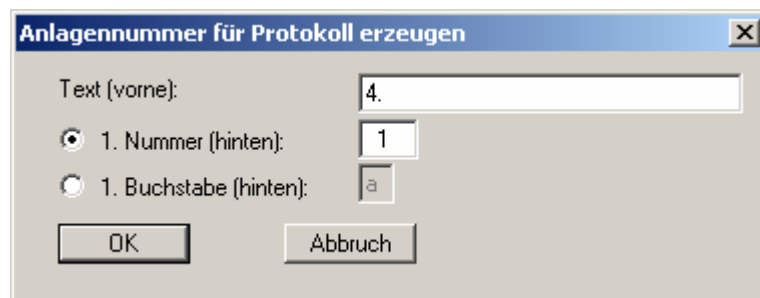 Anlagennummer für Protokoll erzeugen
Text (vorne): 4.
1. Nummer (hinten): 1
1. Buchstabe (hinten): a
OK Abbruch